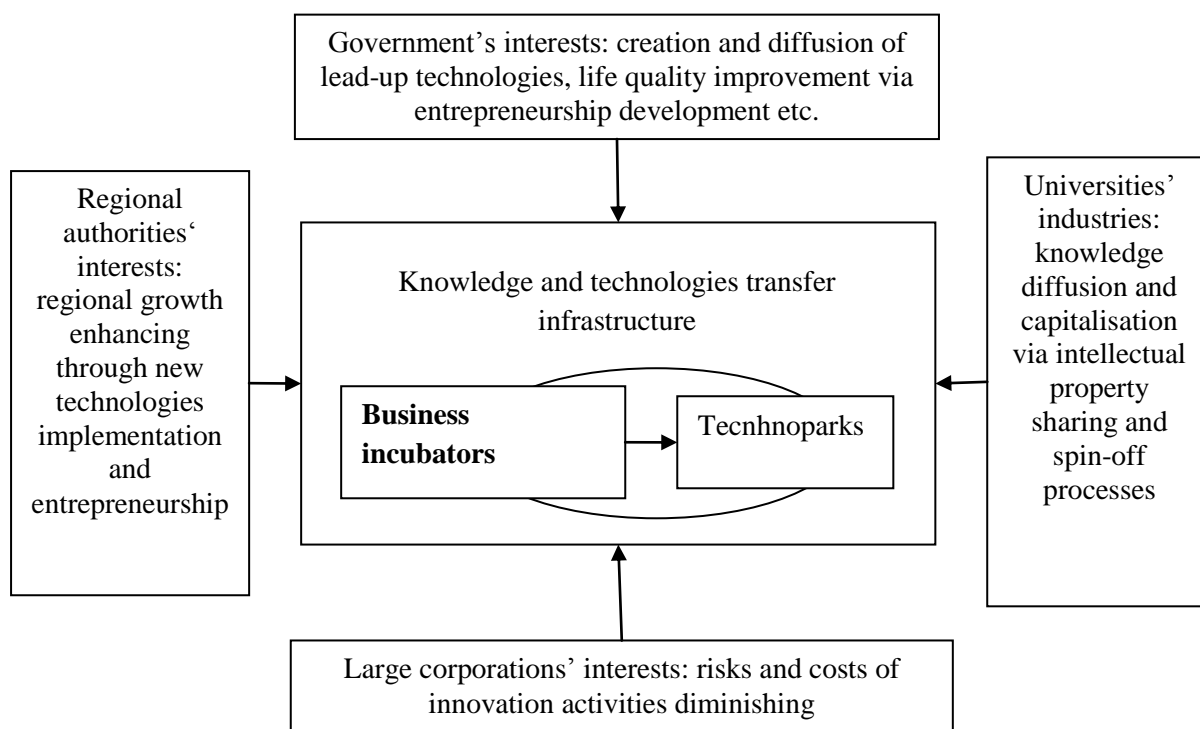 Government’s interests: creation and diffusion of
lead-up technologies, life quality improvement via
entrepreneurship development etc.
Regional
authorities‘
interests:
regional growth
enhancing
through new
technologies
implementation
and
entrepreneurship
Knowledge and technologies transfer
infrastructure
Business
incubators
Tecnhnoparks
Universities’
industries:
knowledge
diffusion and
capitalisation
via intellectual
property
sharing and
spin-off
processes
Large corporations’ interests: risks and costs of
innovation activities diminishing